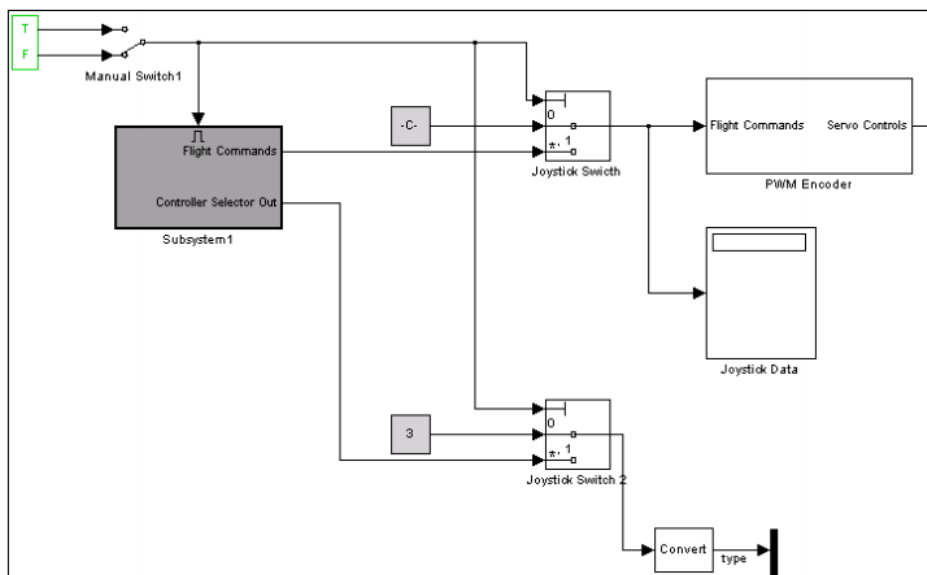 T
F
Manual Switch1
Flight Commands
Controller Selector Out
Subsystem1
-C-
0
*, 1
Joystick Swicth
Flight Commands
Servo Controls
PWM Encoder
Joystick Data
3
0
*, 1
Joystick Switch 2
Convert
type